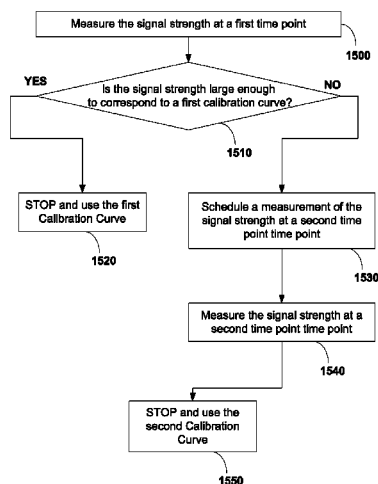 Measure the signal strength at a first time point
1500
YES
NO
Is the signal strength large enough
to correspond to a first calibration curve?
1510
STOP and use the first
Calibration Curve
1520
Schedule a measurement of the
signal strength at a second time
point time point
1530
Measure the signal strength at a
second time point time point
1540
STOP and use the
second Calibration
Curve
1550